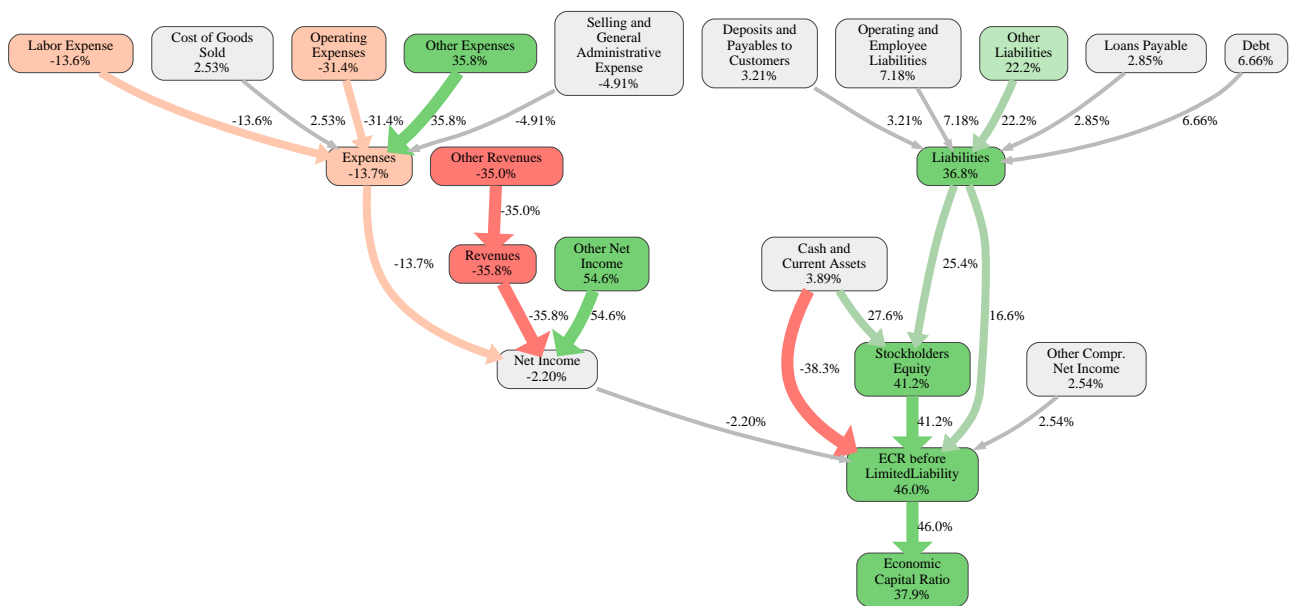 Labor Expense
-13.6%
Cost of Goods
Sold
2.53%
Operating
Expenses
-31.4%
Other Expenses
35.8%
Selling and
General
Administrative
Expense
-4.91%
Deposits and
Payables to
Customers
3.21%
Operating and
Employee
Liabilities
7.18%
Other
Liabilities
22.2%
Loans Payable
2.85%
Debt
6.66%
-13.6%
2.53%
-31.4%
35.8%
-4.91%
3.21%
7.18%
22.2%
2.85%
6.66%
Expenses
-13.7%
Other Revenues
-35.0%
Liabilities
36.8%
-35.0%
-13.7%
Revenues
-35.8%
Other Net
Income
54.6%
Cash and
Current Assets
3.89%
25.4%
-35.8%
54.6%
27.6%
16.6%
Net Income
-2.20%
-38.3%
Stockholders
Equity
41.2%
Other Compr.
Net Income
2.54%
-2.20%
41.2%
2.54%
ECR before
LimitedLiability
46.0%
46.0%
Economic
Capital Ratio
37.9%